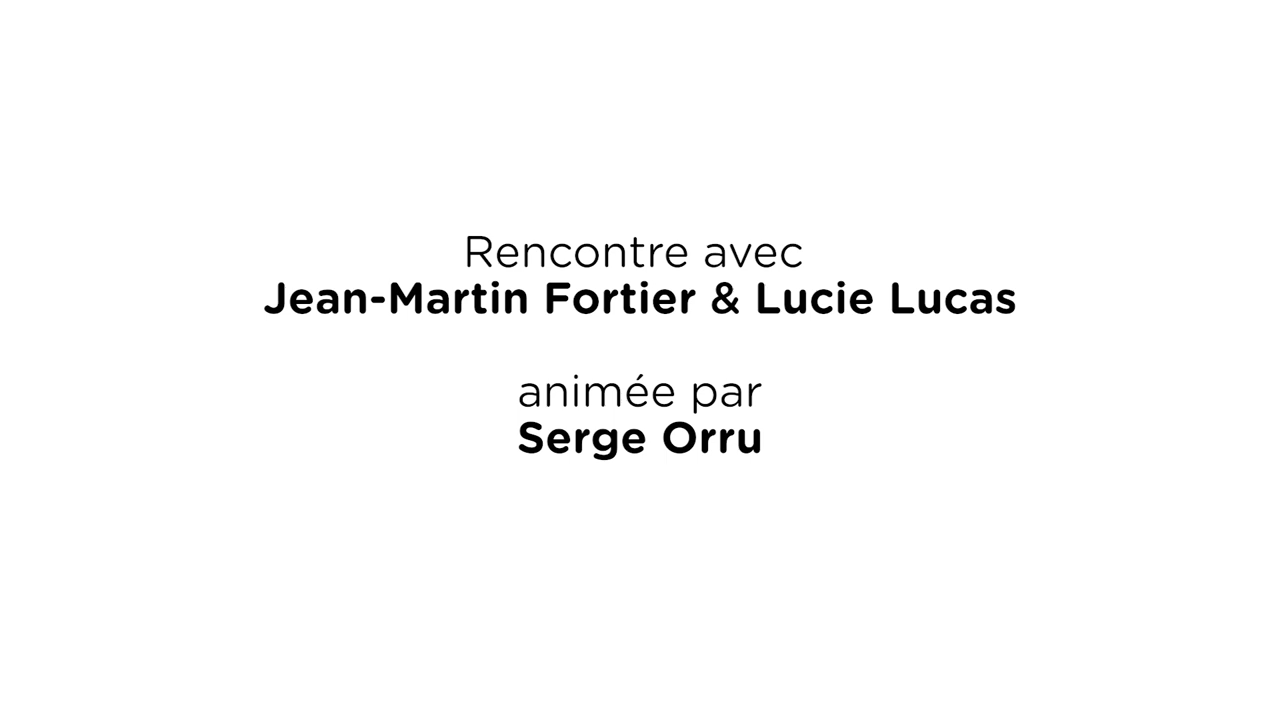 Rencontre avec
Jean-Martin Fortier & Lucie Lucas
animée par
Serge Orru